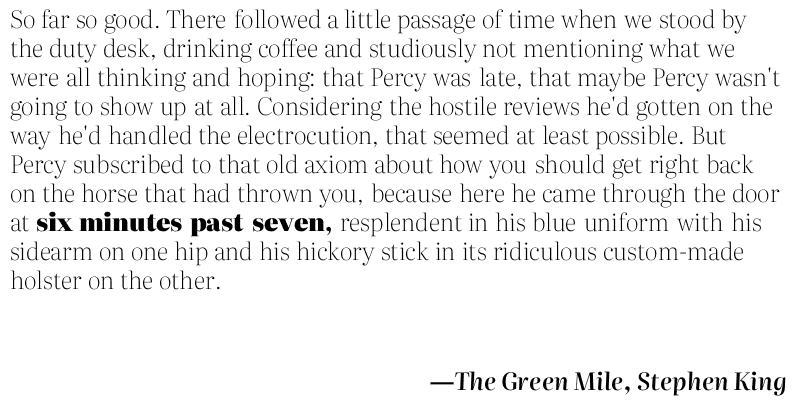 So far so good. There followed a little passage of time when we stood by
the duty desk, drinking coffee and studiously not mentioning what we
were all thinking and hoping: that Percy was late, that maybe Percy wasn't
going to show up at all. Considering the hostile reviews he'd gotten on the
way he'd handled the electrocution, that seemed at least possible. But
Percy subscribed to that old axiom about how you should get right back
on the horse that had thrown you, because here he came through the door
at six minutes past seven, resplendent in his blue uniform with his
sidearm on one hip and his hickory stick in its ridiculous custom-made
holster on the other.
—The Green Mile, Stephen King